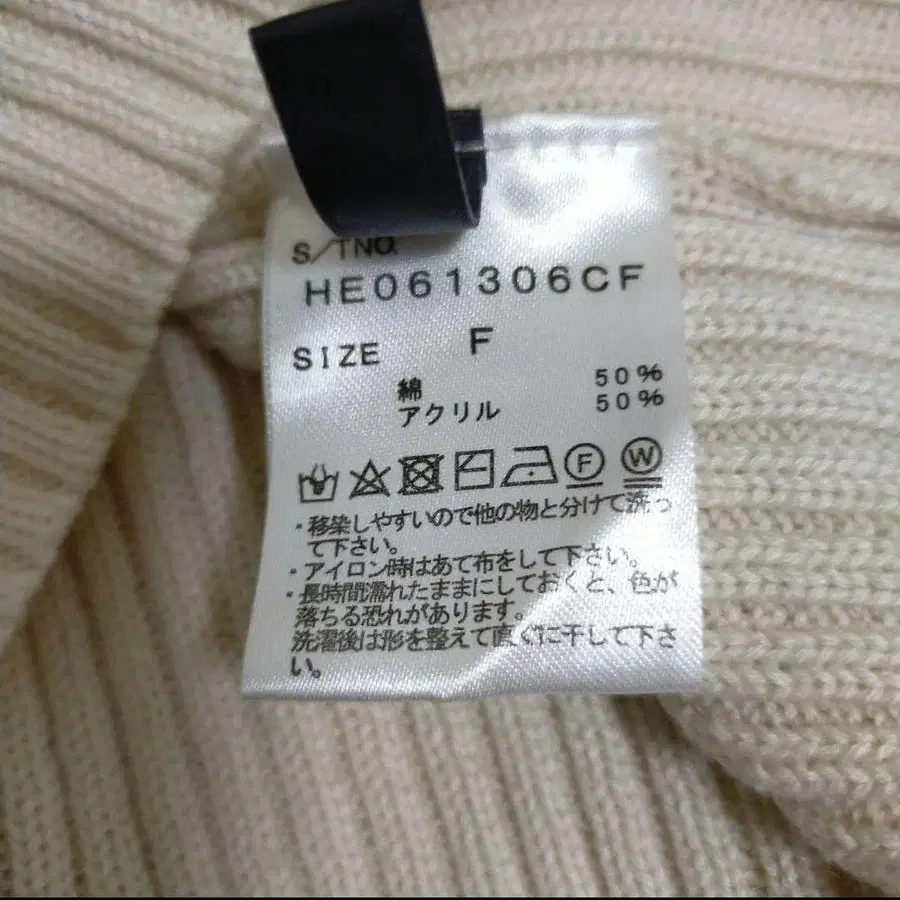 S/TNO.
HE061306CF
SIZE F
綿 50%
アクリル 50%
F W
・移染しやすいので他の物と分けて洗っ
て下さい。
・アイロン時はあて布をして下さい。
・長時間濡れたままにしておくと、色が
落ちる恐れがあります。
洗濯後は形を整えて直ぐに干して下さ
い。